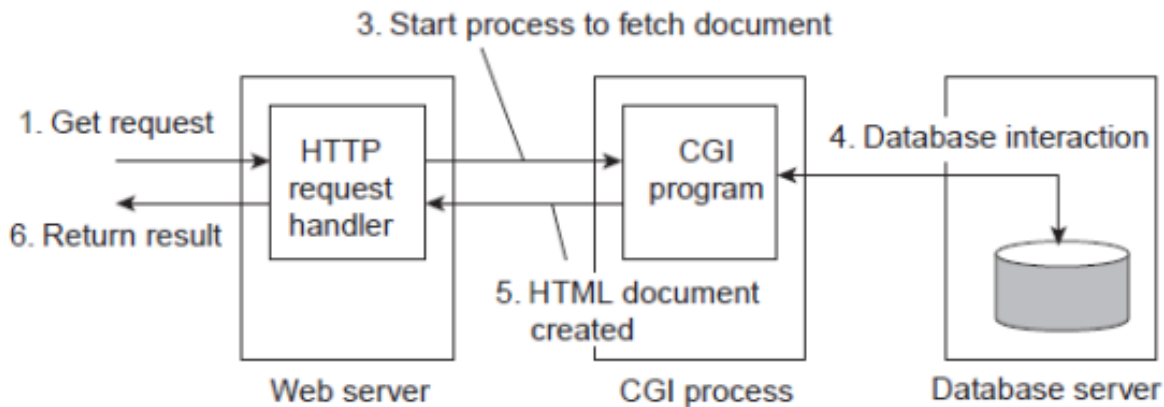 3. Start process to fetch document
1. Get request
HTTP
request
handler
CGI
program
4. Database interaction
6. Return result
5. HTML document
created
Web server
CGI process
Database server